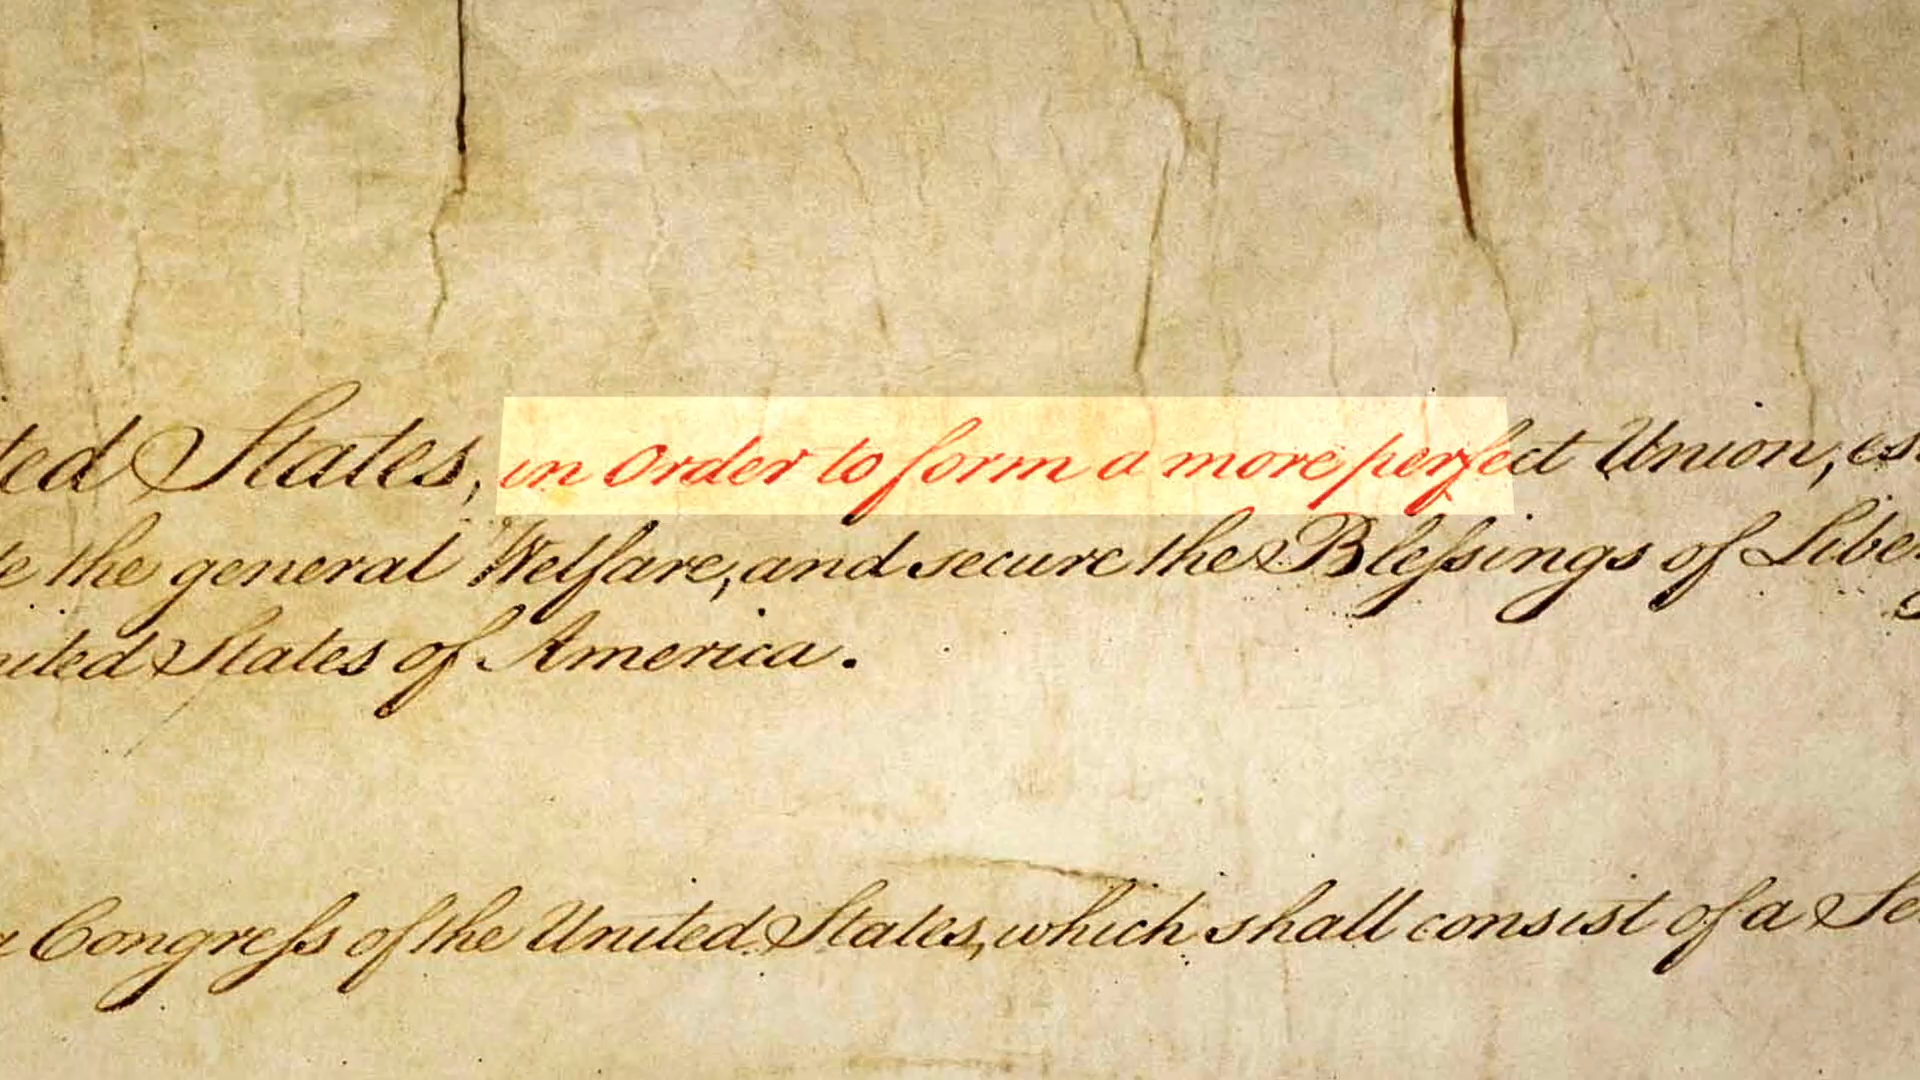 ted States, in Order to form a more perfect Union, es
te the general Welfare, and secure the Blessings of Libe
nited States of America.
a Congress of the United States, which shall consist of a Se